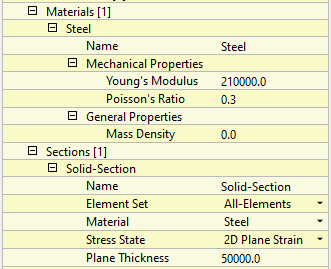 Materials [1]
Steel
Name Steel
Mechanical Properties
Young's Modulus 210000.0
Poisson's Ratio 0.3
General Properties
Mass Density 0.0
Sections [1]
Solid-Section
Name Solid-Section
Element Set All-Elements
Material Steel
Stress State 2D Plane Strain
Plane Thickness 50000.0